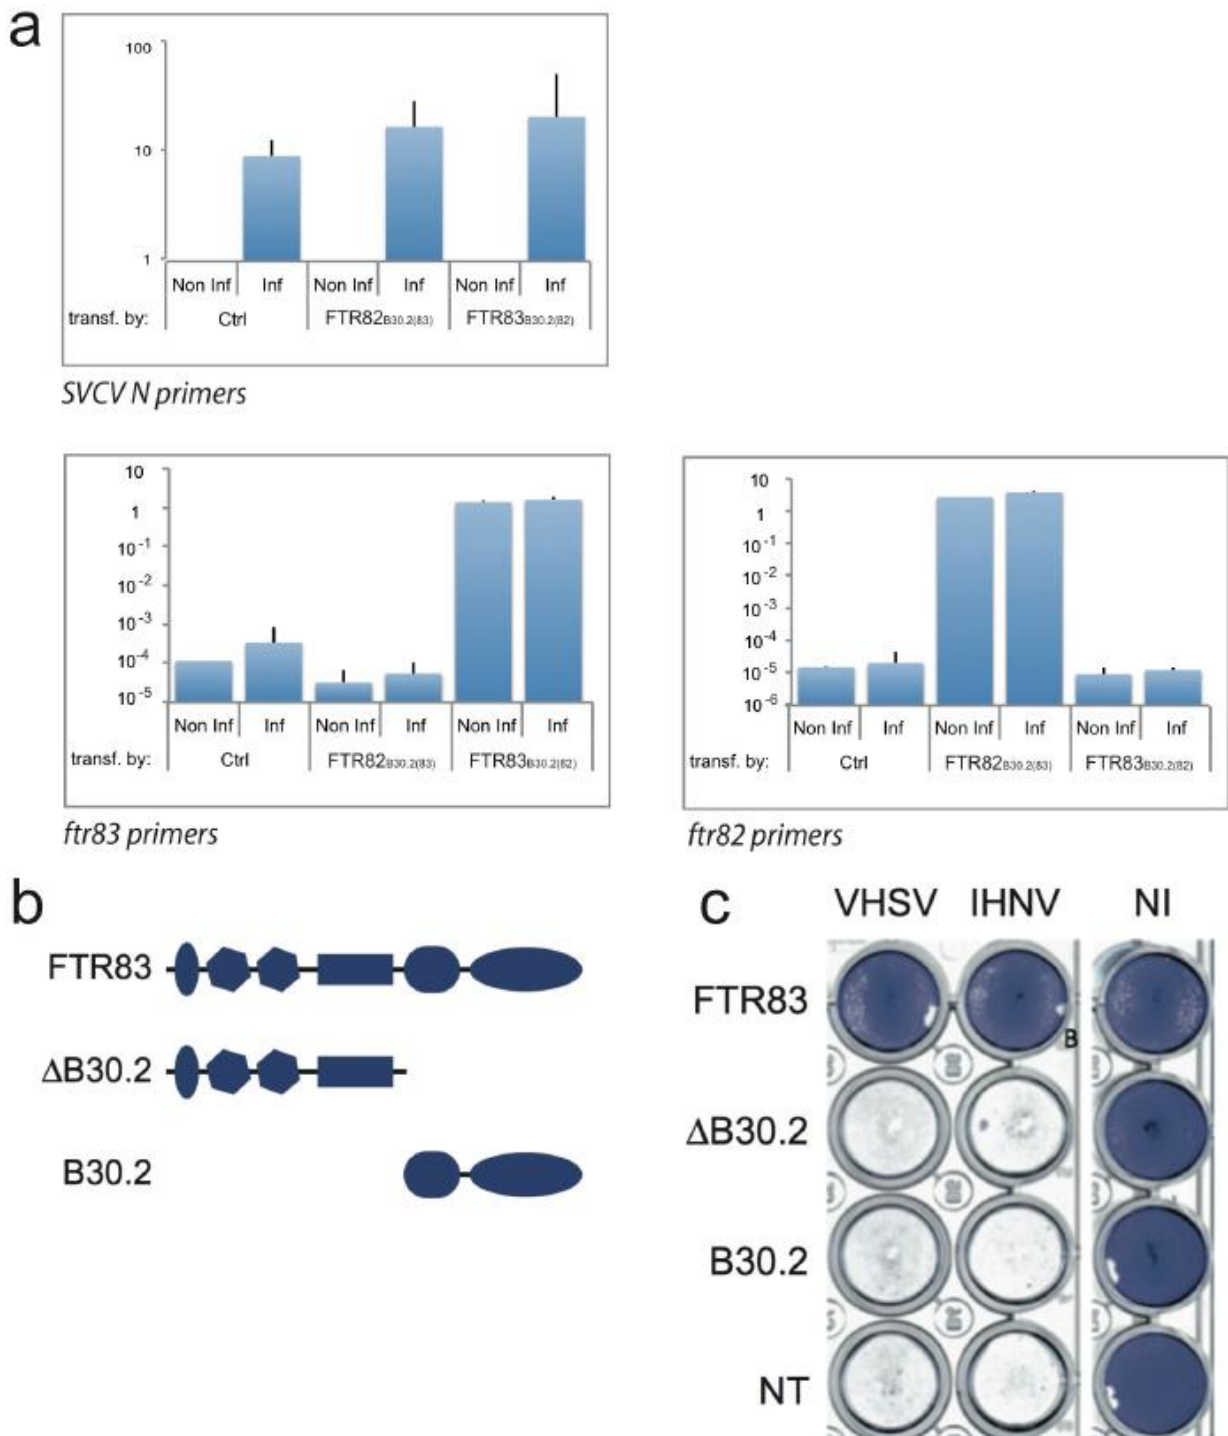 a
100
10
1
Non Inf Inf Non Inf Inf Non Inf Inf
transf. by: Ctrl FTR82B30.2(83) FTR83B30.2(82)
SVCV N primers
10
1
10-1
10-2
10-3
10-4
10-5
Non Inf Inf Non Inf Inf Non Inf Inf
transf. by: Ctrl FTR82B30.2(83) FTR83B30.2(82)
ftr83 primers
10
1
10-1
10-2
10-3
10-4
10-5
10-6
Non Inf Inf Non Inf Inf Non Inf Inf
transf. by: Ctrl FTR82B30.2(83) FTR83B30.2(82)
ftr82 primers
b
FTR83
ΔB30.2
B30.2
c
VHSV IHNV NI
FTR83
B
ΔB30.2
B30.2
NT